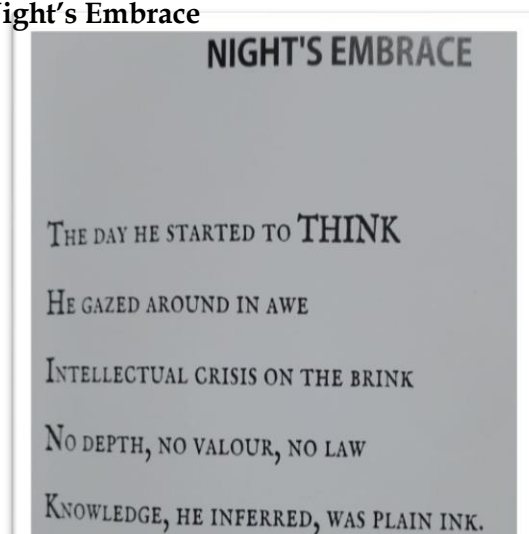 ight’s Embrace
NIGHT'S EMBRACE
THE DAY HE STARTED TO THINK
HE GAZED AROUND IN AWE
INTELLECTUAL CRISIS ON THE BRINK
NO DEPTH, NO VALOUR, NO LAW
KNOWLEDGE, HE INFERRED, WAS PLAIN INK.